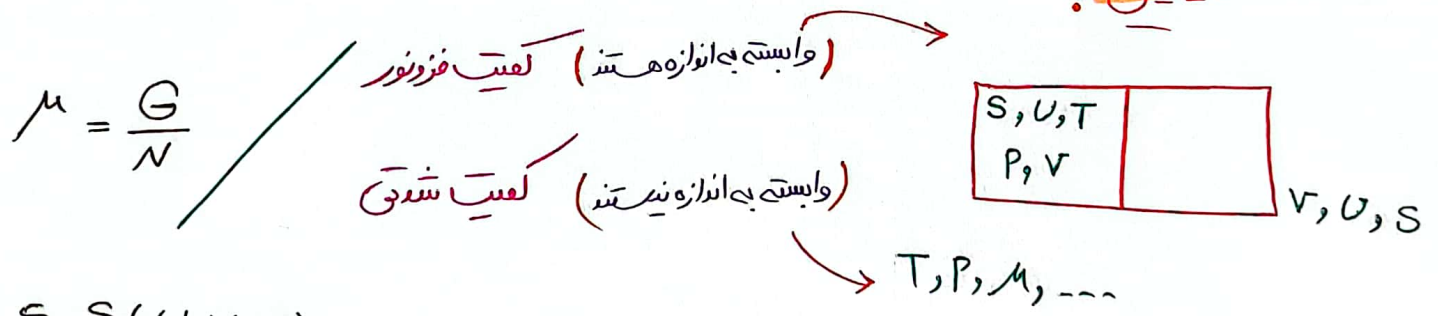 μ = G/N
کمیت فزونور (وابسته به اندازه هستند)
S, U, T
P, V
کمیت شدتی (وابسته به اندازه نیستند)
V, U, S
T, P, μ, ----